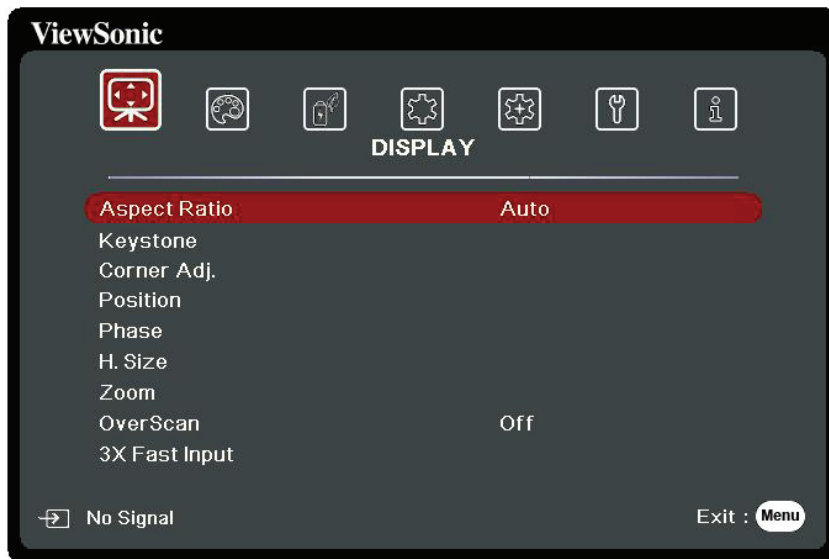 ViewSonic
DISPLAY
Aspect Ratio Auto
Keystone
Corner Adj.
Position
Phase
H. Size
Zoom
OverScan Off
3X Fast Input
No Signal Exit : Menu